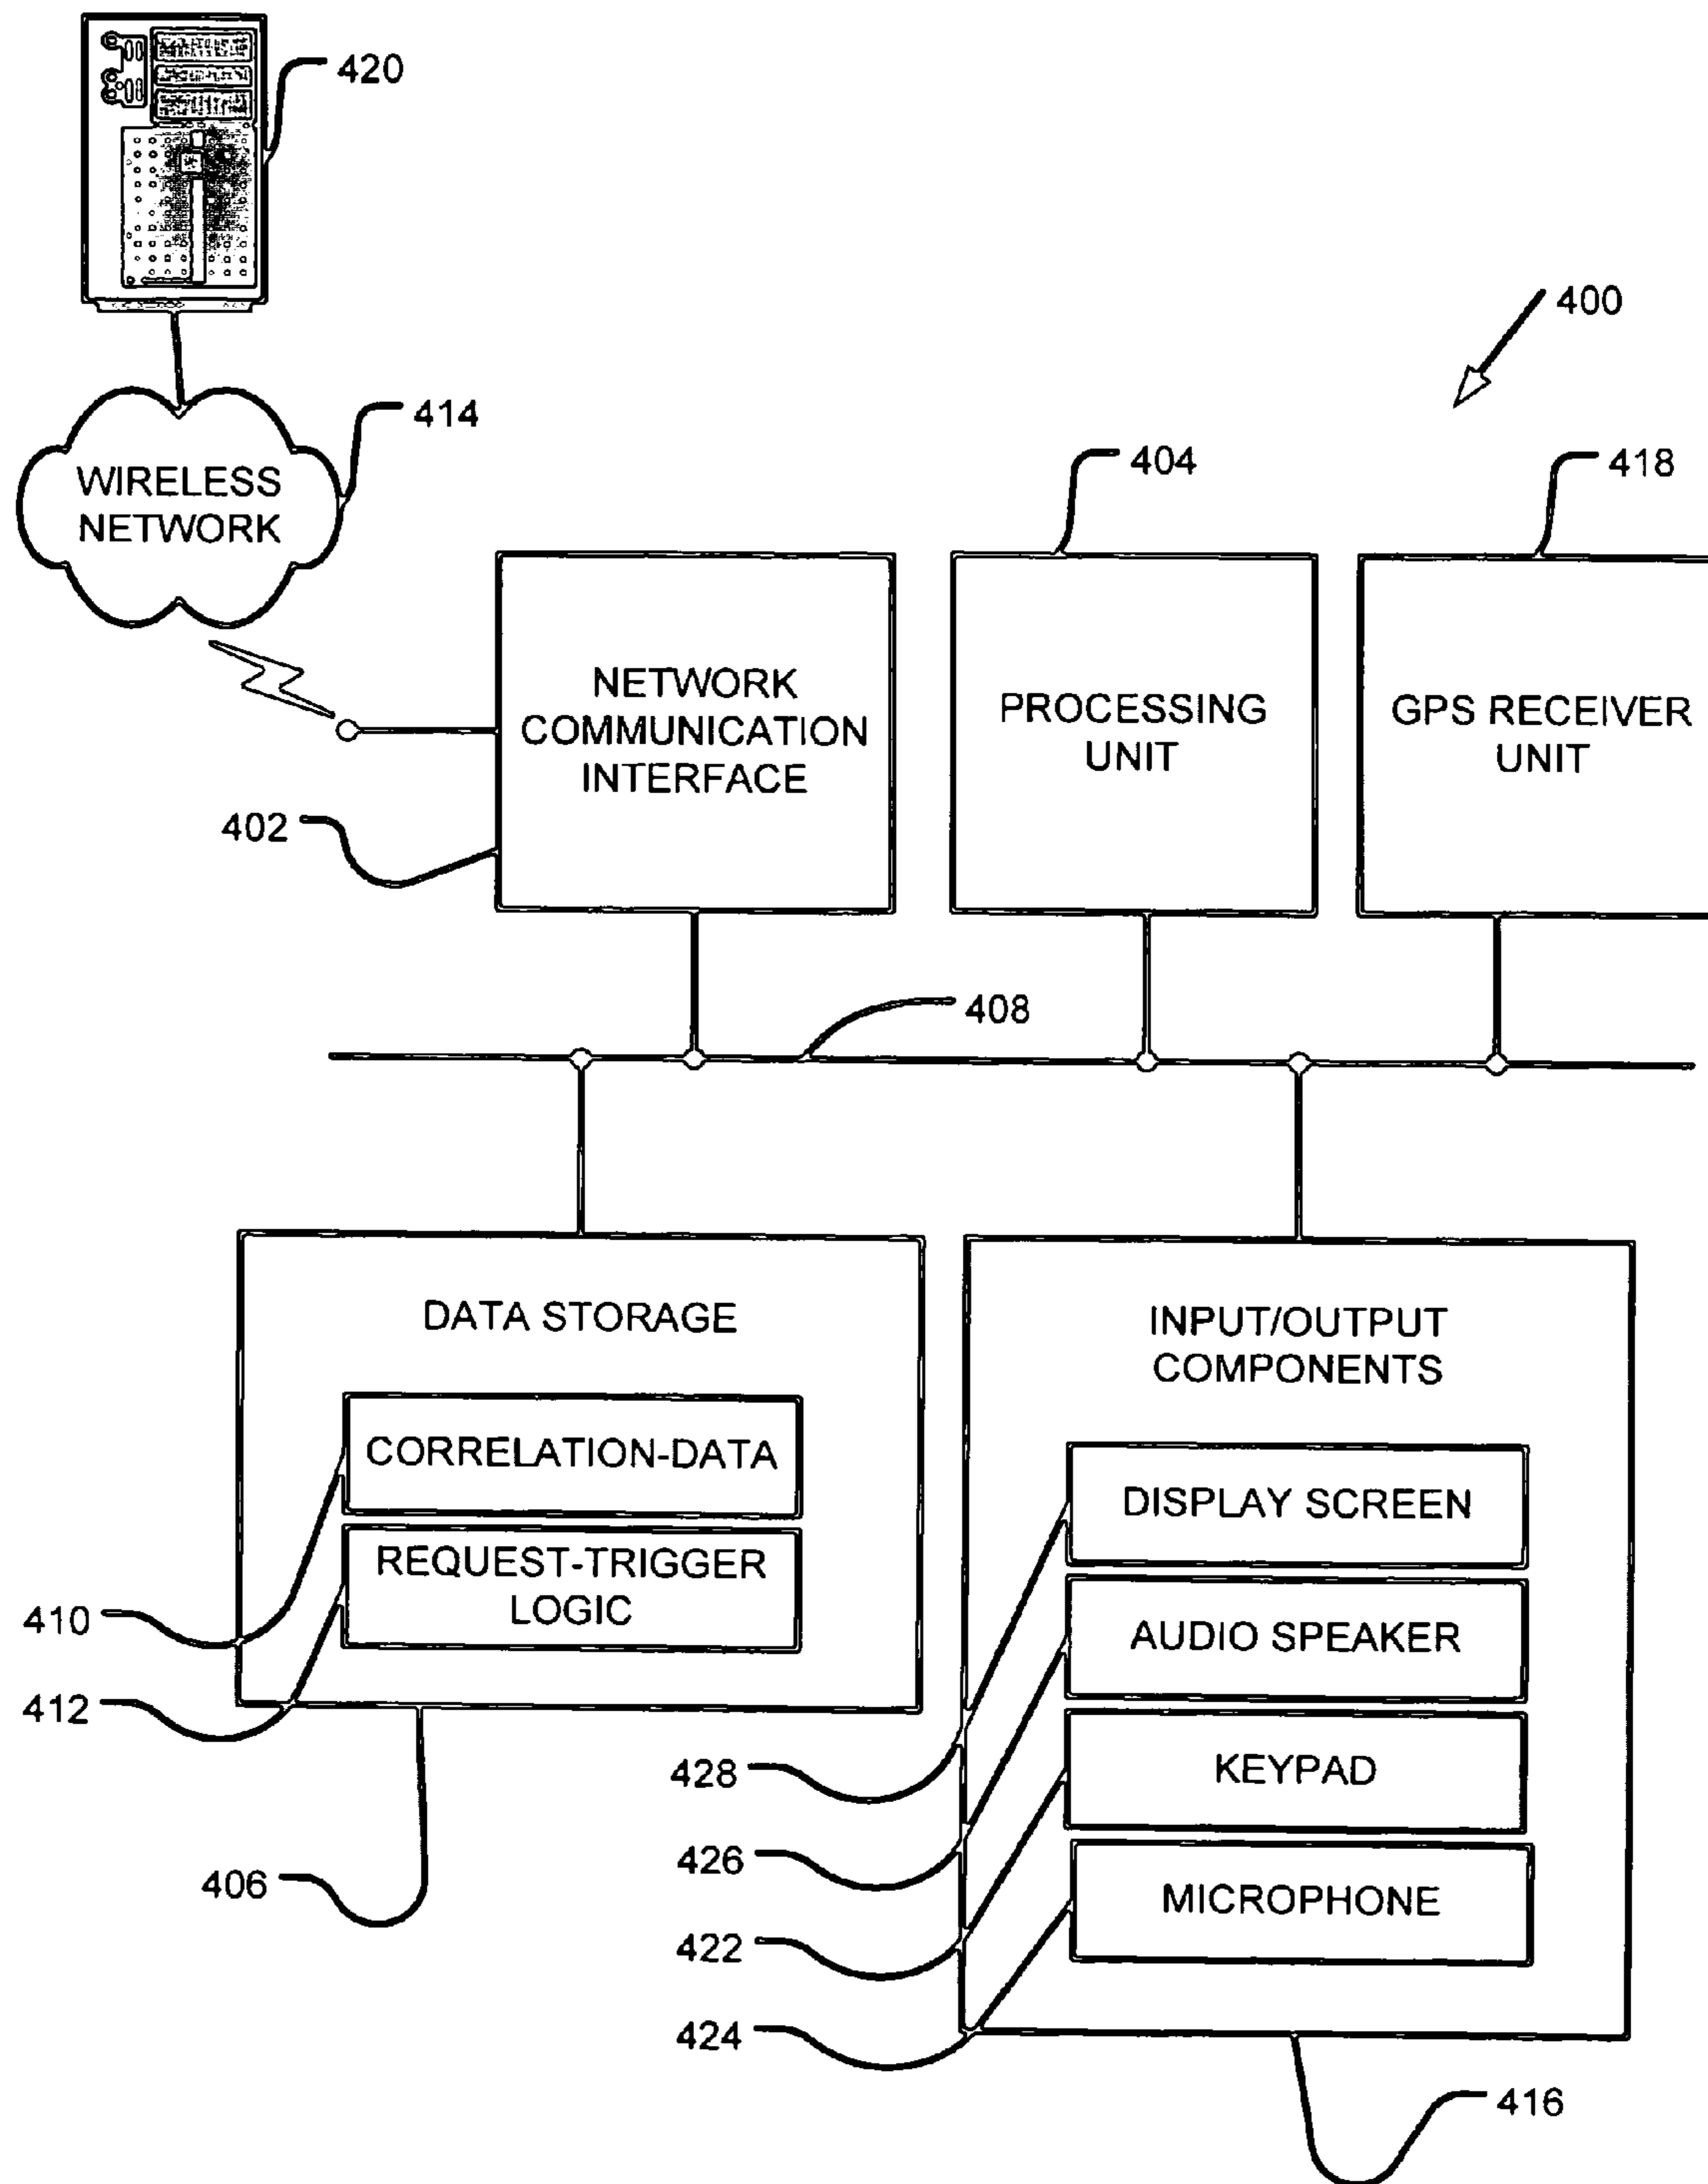 420
400
414
WIRELESS
NETWORK
404
418
NETWORK
COMMUNICATION
INTERFACE
PROCESSING
UNIT
GPS RECEIVER
UNIT
402
408
DATA STORAGE
CORRELATION-DATA
REQUEST-TRIGGER
LOGIC
410
412
406
INPUT/OUTPUT
COMPONENTS
DISPLAY SCREEN
AUDIO SPEAKER
KEYPAD
MICROPHONE
428
426
422
424
416